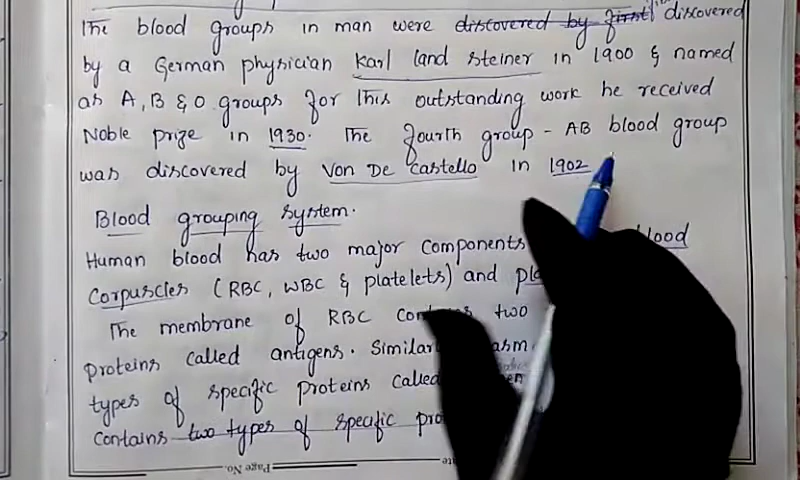 The blood groups in man were discovered by first discovered
by a German physician Karl land steiner in 1900 & named
as A, B & O groups for This outstanding work he received
Noble prize in 1930. The fourth group - AB blood group
was discovered by Von De Castello in 1902
Blood grouping system.
Human blood has two major components blood
Corpuscles (RBC, WBC & platelets) and
The membrane of RBC two
proteins called antigens.
types of specific proteins called
contains two types of specific
Page No.